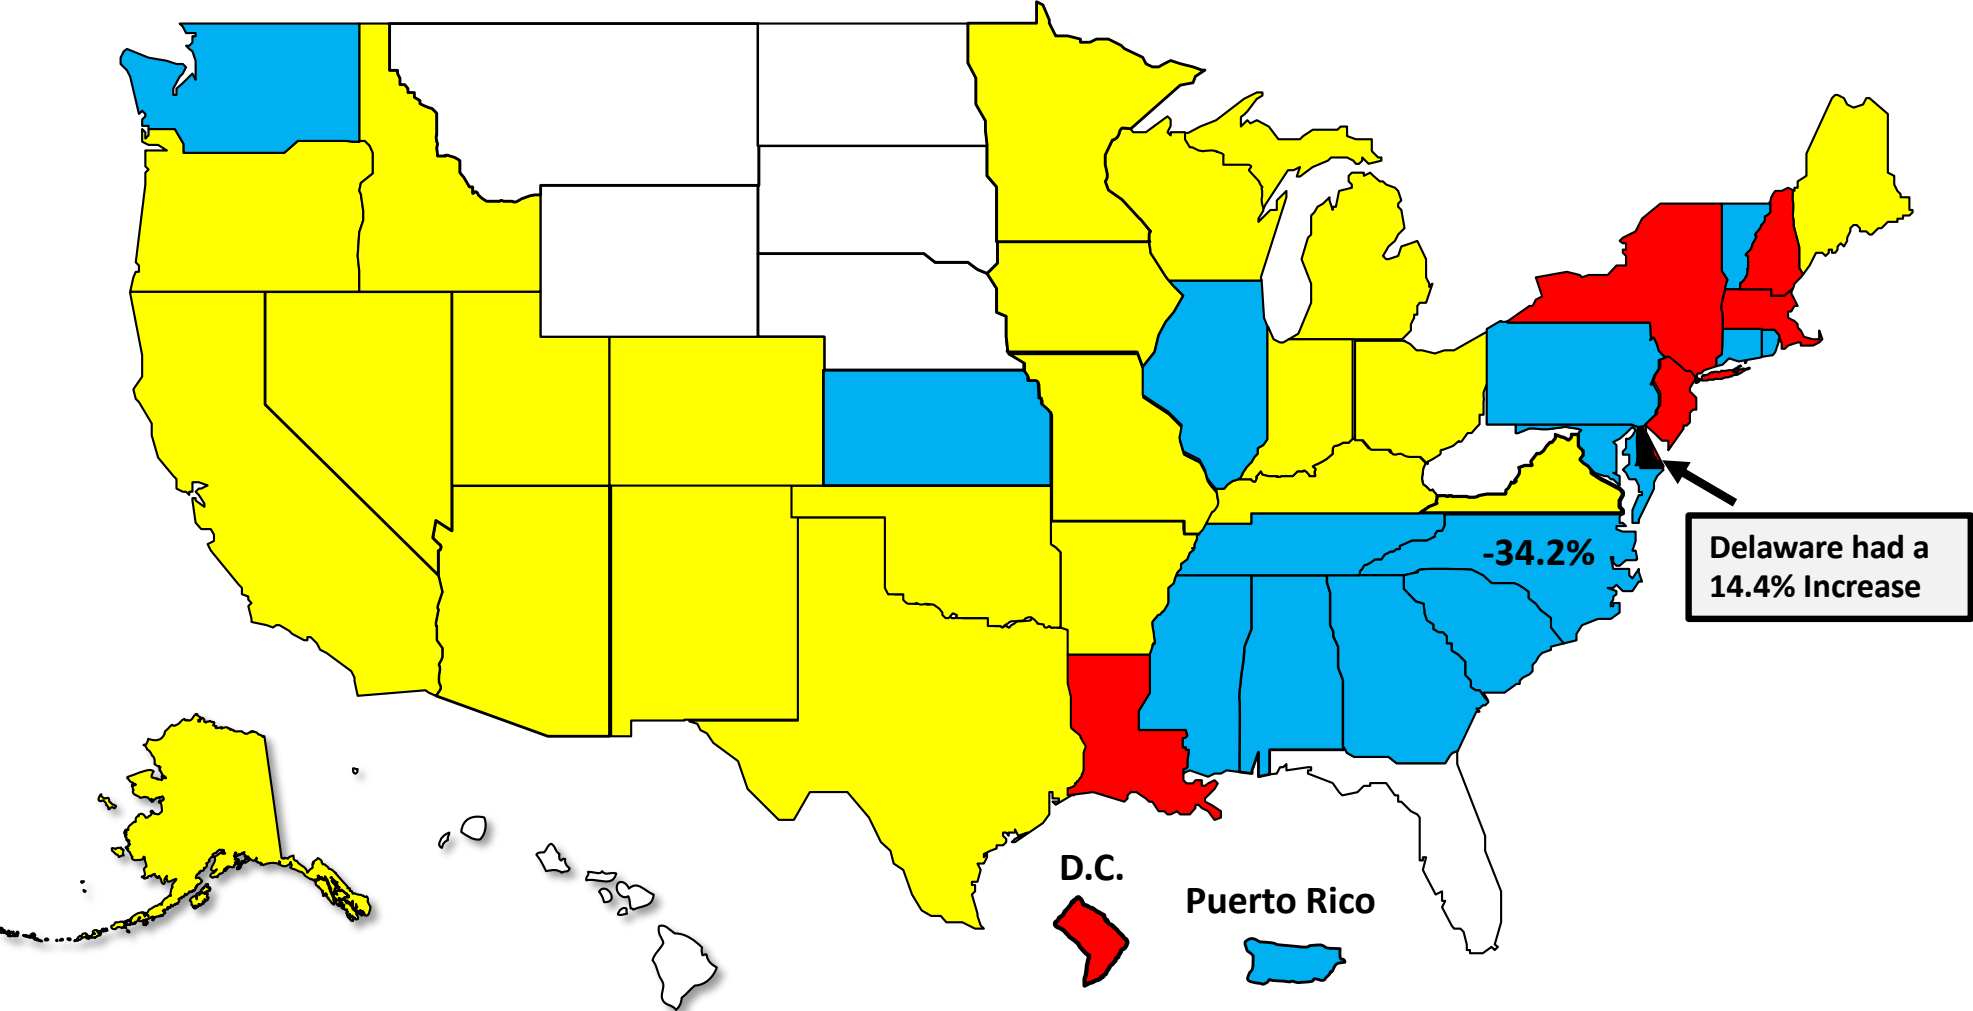 -34.2%
Delaware had a
14.4% Increase
D.C.
Puerto Rico